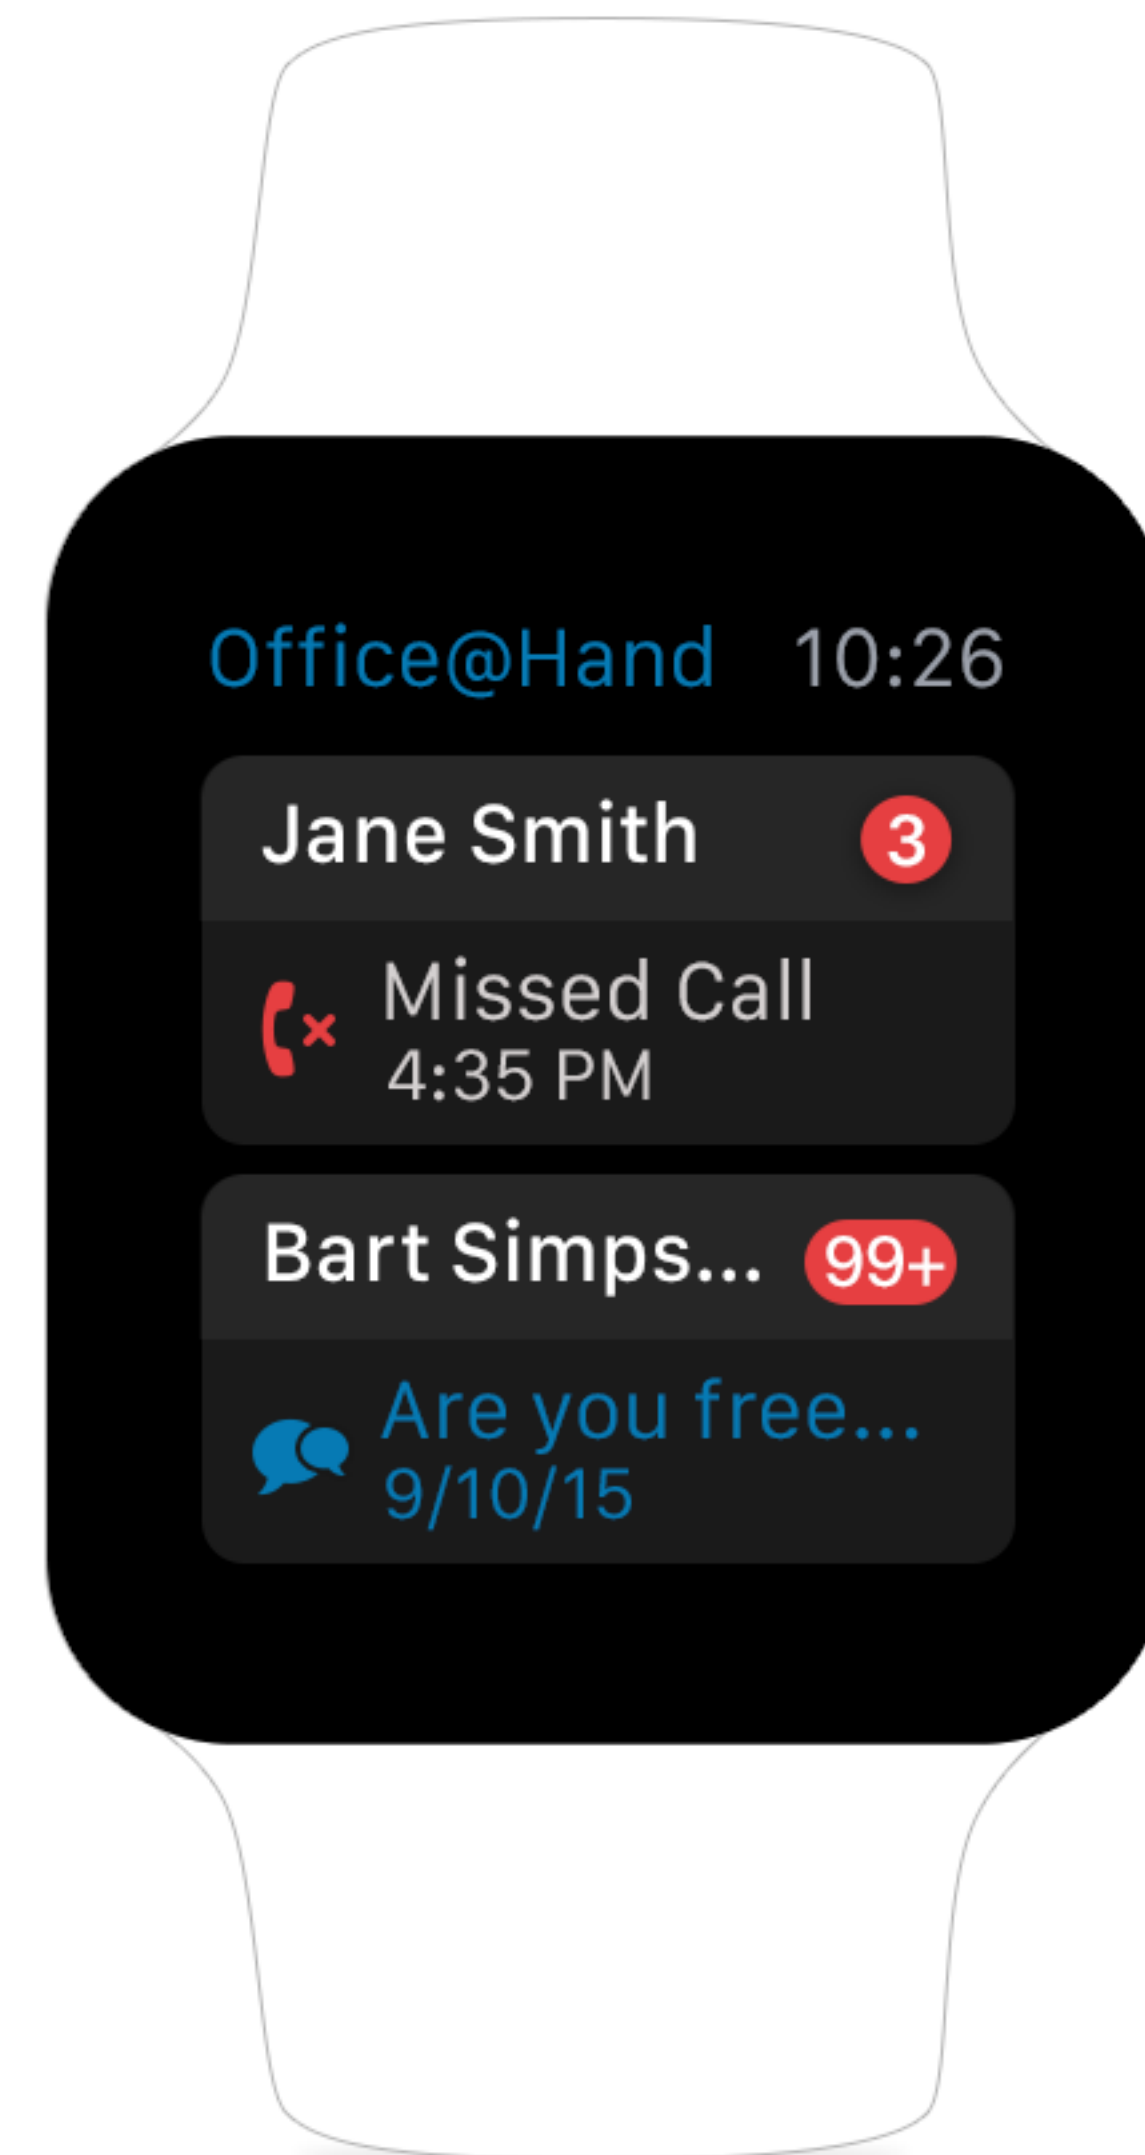 Office@Hand 10:26
Jane Smith 3
Missed Call
4:35 PM
Bart Simps... 99+
Are you free...
9/10/15